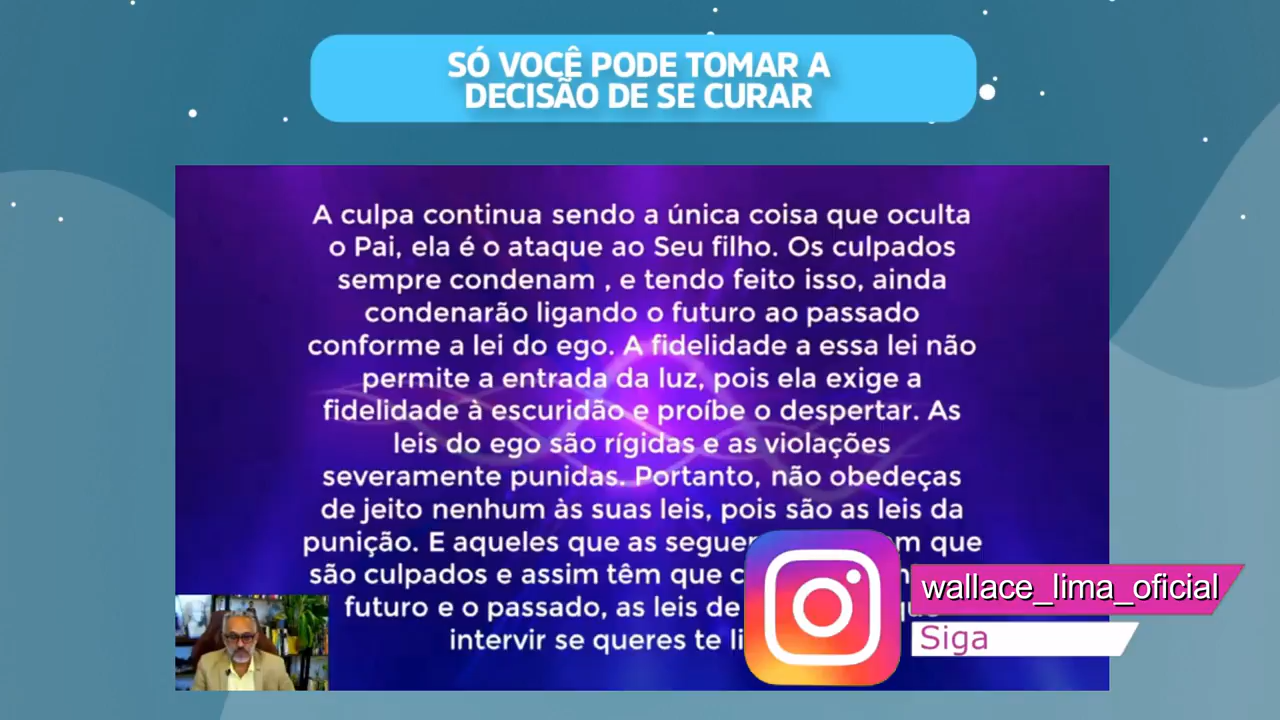 SÓ VOCÊ PODE TOMAR A
DECISÃO DE SE CURAR
A culpa continua sendo a única coisa que oculta
o Pai, ela é o ataque ao Seu filho. Os culpados
sempre condenam , e tendo feito isso, ainda
condenarão ligando o futuro ao passado
conforme a lei do ego. A fidelidade a essa lei não
permite a entrada da luz, pois ela exige a
fidelidade à escuridão e proíbe o despertar. As
leis do ego são rígidas e as violações
severamente punidas. Portanto, não obedeças
de jeito nenhum às suas leis, pois são as leis da
punição. E aqueles que as que
são culpados e assim têm que
futuro e o passado, as leis de
intervir se queres te
wallace_lima_oficial
Siga